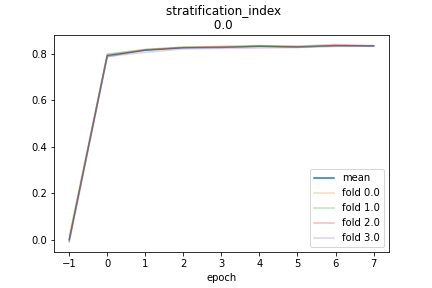 stratification_index
0.0
0.8
0.6
0.4
0.2
0.0
mean
fold 0.0
fold 1.0
fold 2.0
fold 3.0
−1 0 1 2 3 4 5 6 7
epoch